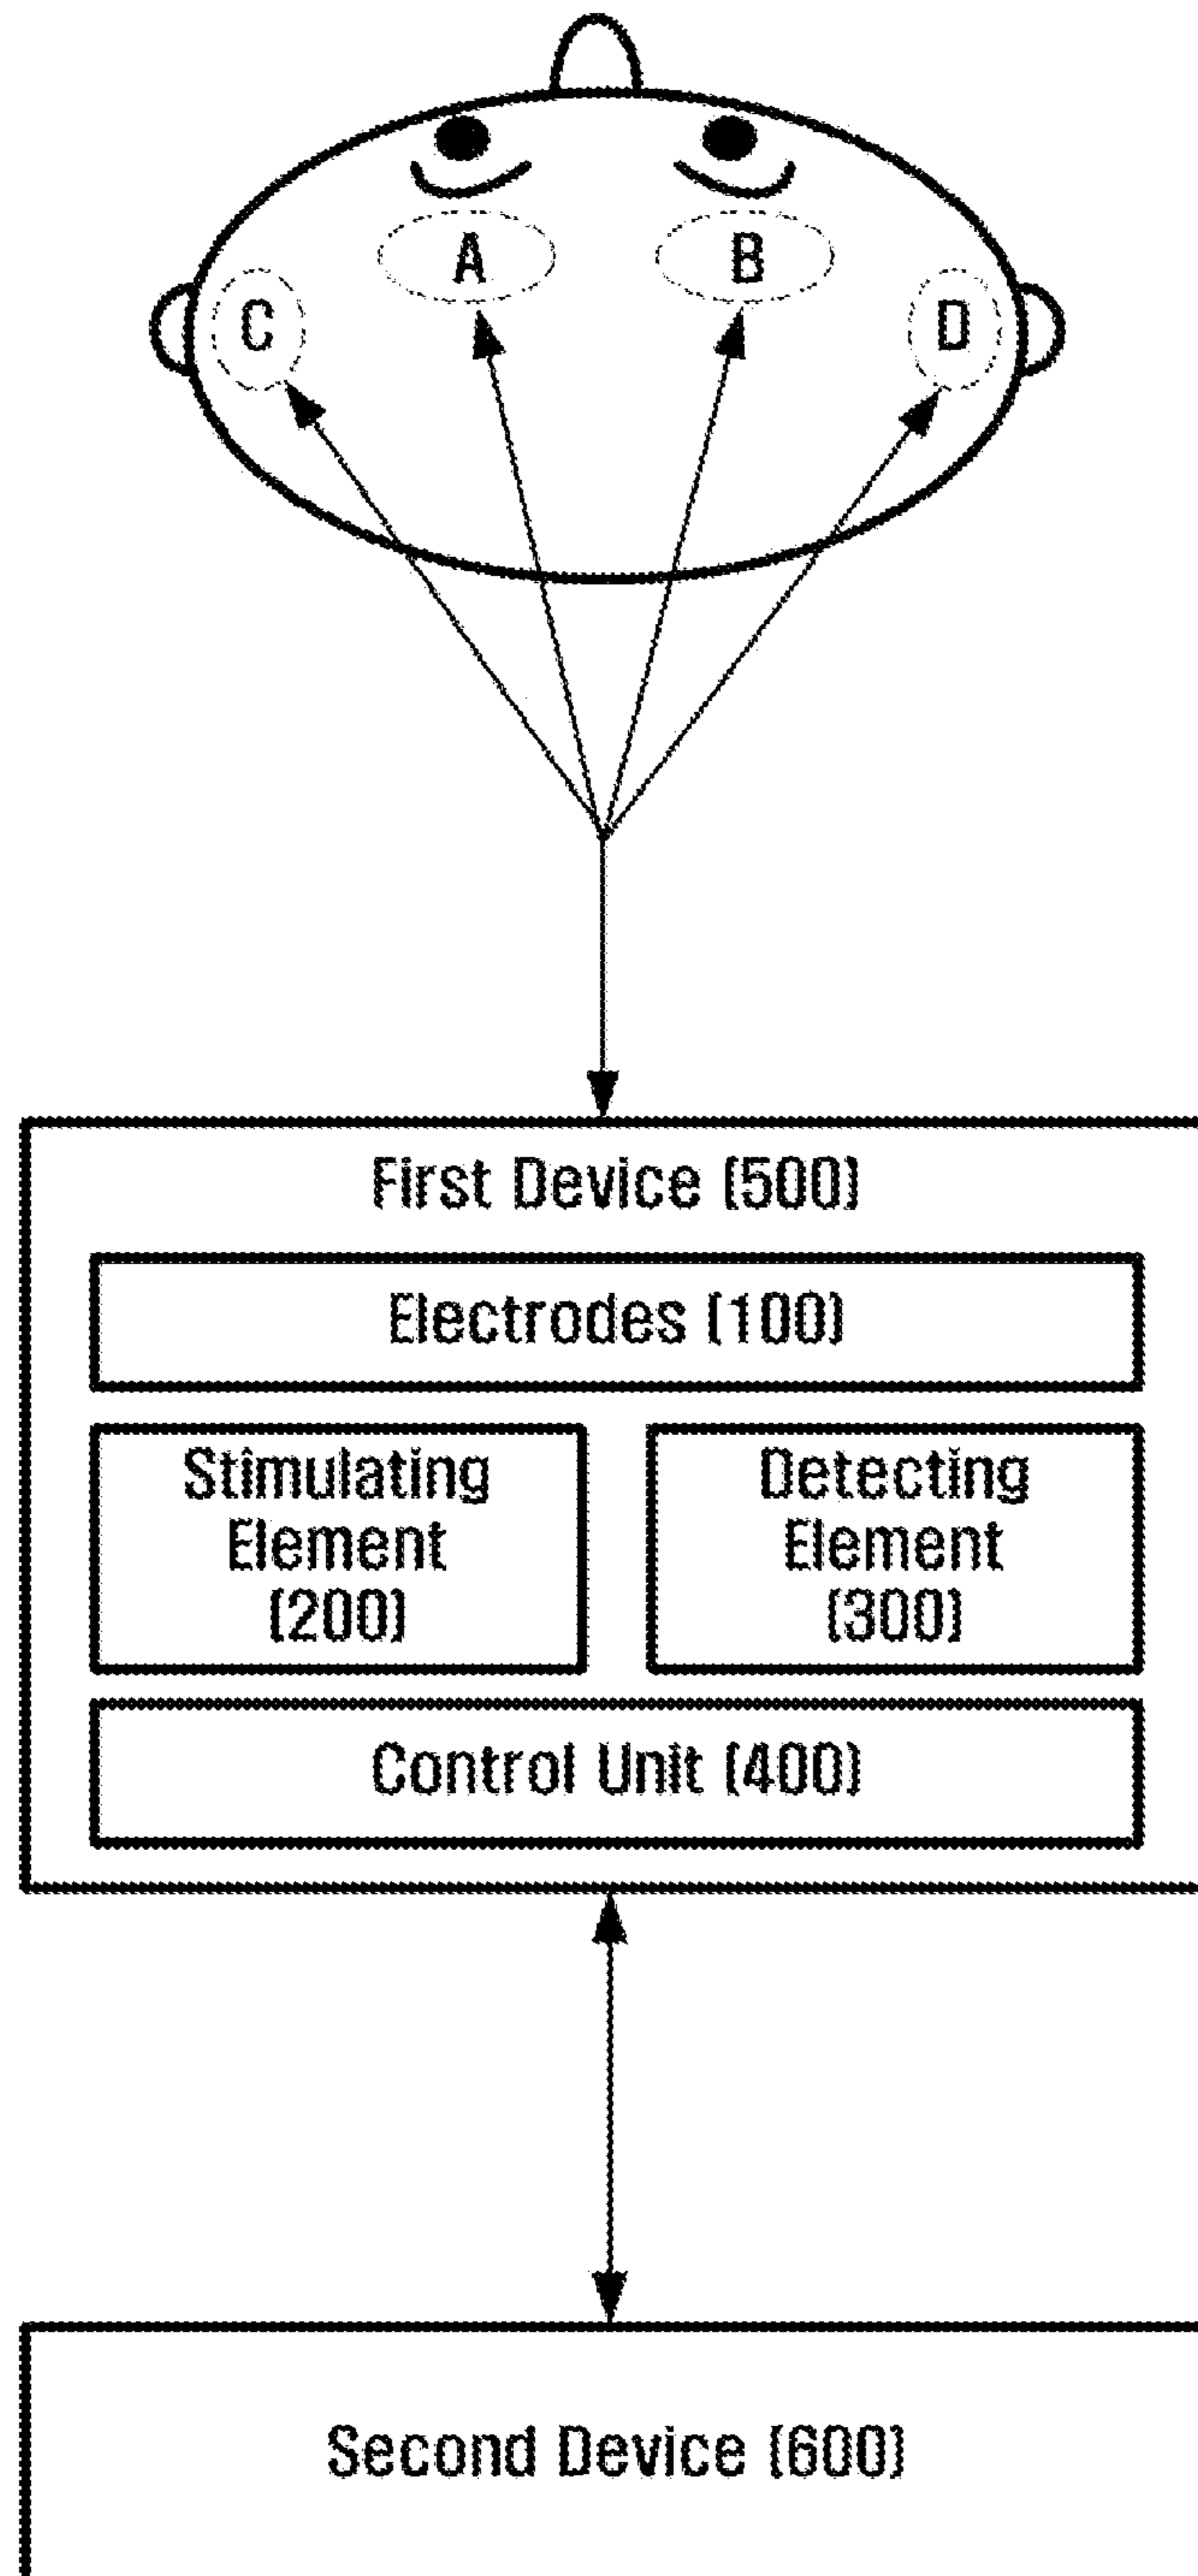 A
B
C
D
First Device (500)
Electrodes (100)
Stimulating
Element
(200)
Detecting
Element
(300)
Control Unit (400)
Second Device (600)